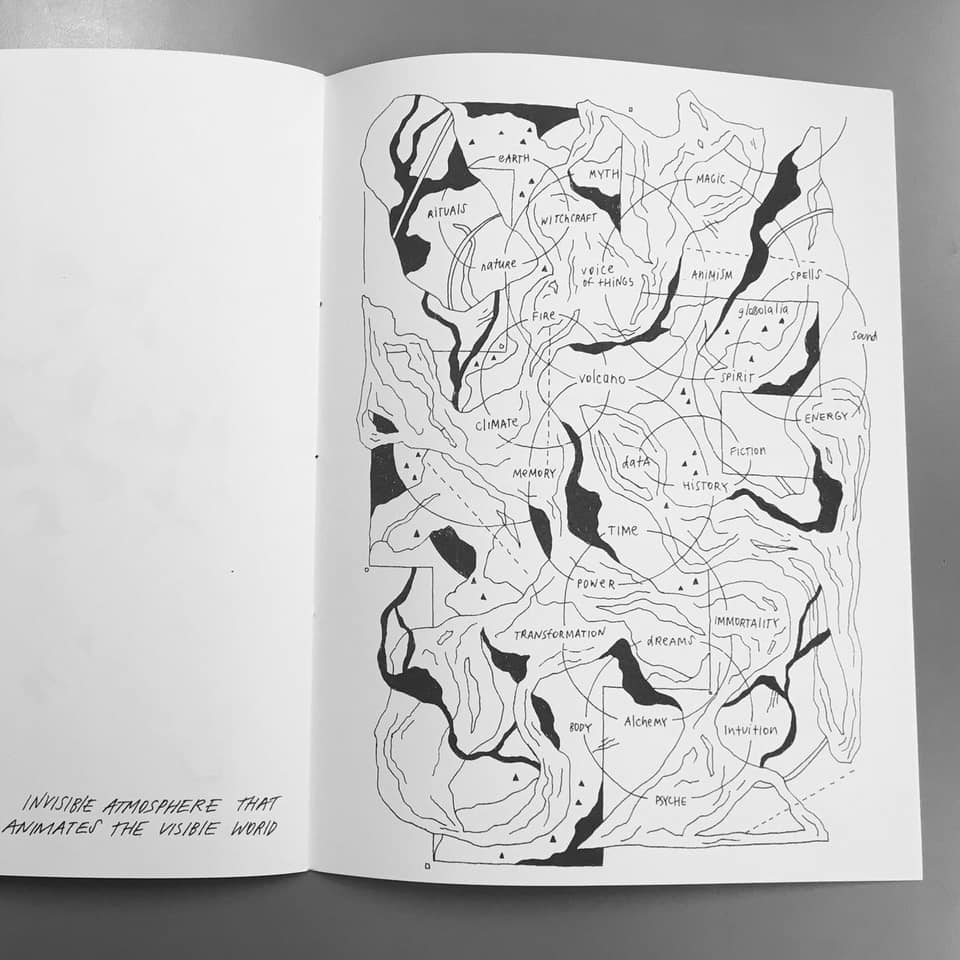 INVISIBLE ATMOSPHERE THAT
ANIMATES THE VISIBLE WORLD
EARTH
MYTH
MAGIC
RITUALS
WITCHCRAFT
nature
voice
OF THINGS
ANIMISM
SPELLS
FIRE
glossolalia
sound
volcano
SPIRIT
CLIMATE
ENERGY
FICTION
MEMORY
dATA
HISTORY
TIME
POWER
TRANSFORMATION
dREAMS
IMMORTALITY
BODY
Alchemy
Intuition
PSYCHE